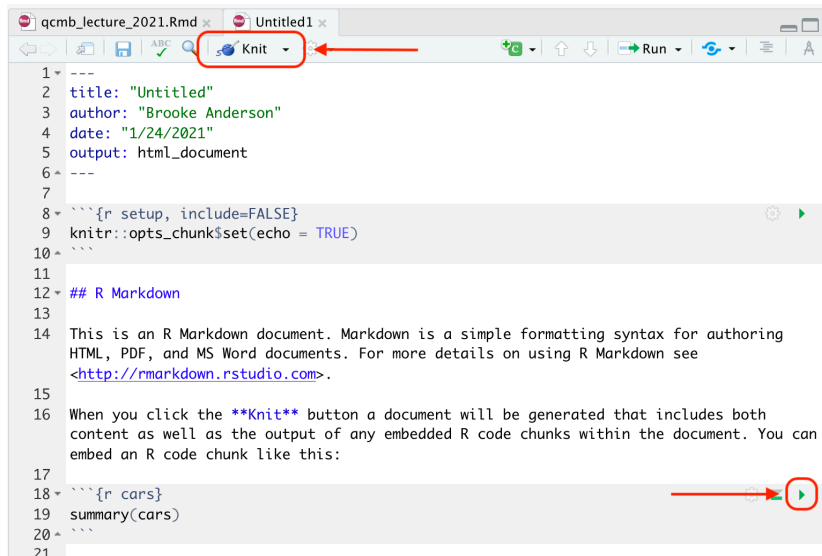 qcmb_lecture_2021.Rmd × Untitled1 ×
ABC Knit Run
1 ---
2 title: "Untitled"
3 author: "Brooke Anderson"
4 date: "1/24/2021"
5 output: html_document
6 ---
7
8 ```{r setup, include=FALSE}
9 knitr::opts_chunk$set(echo = TRUE)
10 ```
11
12 ## R Markdown
13
14 This is an R Markdown document. Markdown is a simple formatting syntax for authoring
HTML, PDF, and MS Word documents. For more details on using R Markdown see
<http://rmarkdown.rstudio.com>.
15
16 When you click the **Knit** button a document will be generated that includes both
content as well as the output of any embedded R code chunks within the document. You can
embed an R code chunk like this:
17
18 ```{r cars}
19 summary(cars)
20 ```
21